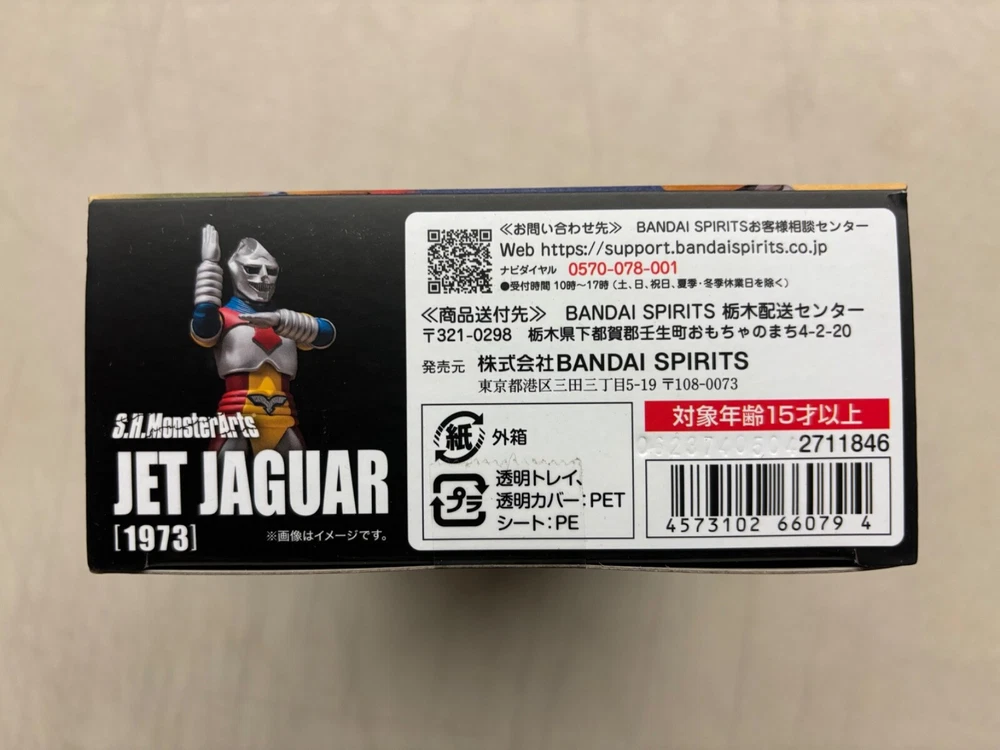 S.H.MonsterArts
JET JAGUAR
[1973]
※画像はイメージです。
≪お問い合わせ先≫ BANDAI SPIRITSお客様相談センター
Web https://support.bandaispirits.co.jp
ナビダイヤル 0570-078-001
●受付時間 10時～17時（土、日、祝日、夏季・冬季休業日を除く）
≪商品送付先≫ BANDAI SPIRITS 栃木配送センター
〒321-0298 栃木県下都賀郡壬生町おもちゃのまち4-2-20
発売元 株式会社BANDAI SPIRITS
東京都港区三田三丁目5-19 〒108-0073
紙 外箱
プラ 透明トレイ、
透明カバー：PET
シート：PE
対象年齢15才以上
2711846
4573102 66079 4